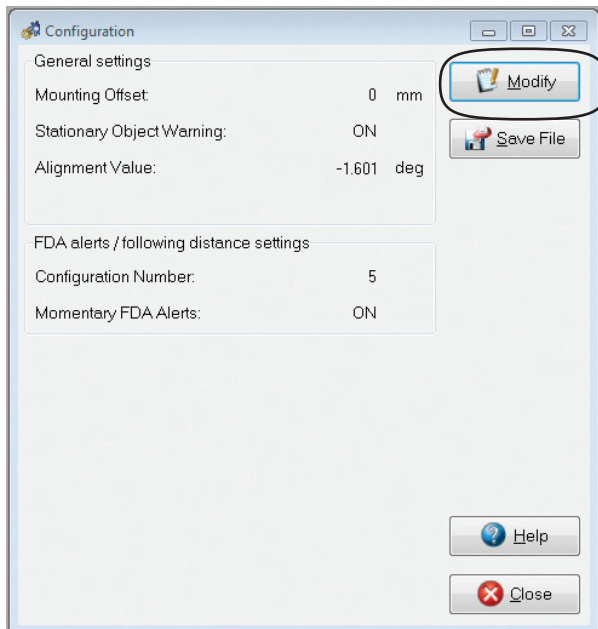 Configuration
General settings
Mounting Offset: 0 mm
Stationary Object Warning: ON
Alignment Value: -1.601 deg
FDA alerts / following distance settings
Configuration Number: 5
Momentary FDA Alerts: ON
Modify
Save File
Help
Close